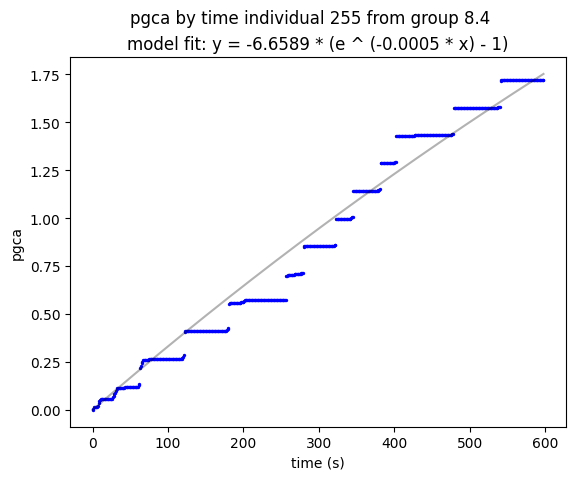 pgca by time individual 255 from group 8.4
model fit: y = -6.6589 * (e ^ (-0.0005 * x) - 1)
1.75
1.50
1.25
1.00
0.75
0.50
0.25
0.00
pgca
0 100 200 300 400 500 600
time (s)